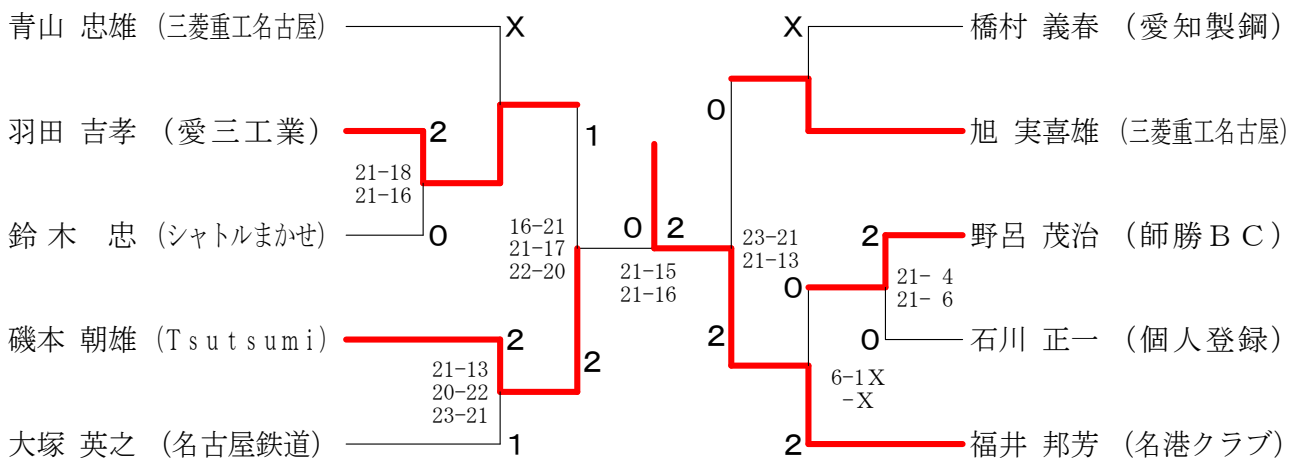 青山 忠雄 (三菱重工名古屋)
X
羽田 吉孝 (愛三工業)
2
21-18
21-16
鈴木 忠 (シャトルまかせ)
0
1
16-21
21-17
22-20
磯本 朝雄 (Tsutsumi)
2
21-13
20-22
23-21
大塚 英之 (名古屋鉄道)
1
2
0
2
21-15
21-16
X
橋村 義春 (愛知製鋼)
0
旭 実喜雄 (三菱重工名古屋)
23-21
21-13
2
野呂 茂治 (師勝BC)
21- 4
21- 6
0
0
石川 正一 (個人登録)
2
6-1X
-X
2
福井 邦芳 (名港クラブ)